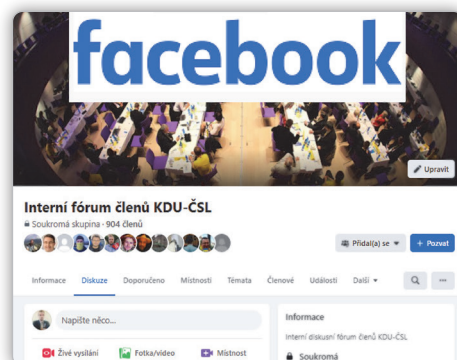 facebook
Upravit
Interní fórum členů KDU-ČSL
Soukromá skupina · 904 členů
Přidal(a) se
+ Pozvat
Informace Diskuze Doporučeno Místnosti Témata Členové Události Další
Napište něco...
Živé vysílání Fotka/video Místnost
Informace
Interní diskusní fórum členů KDU-ČSL
Soukromá